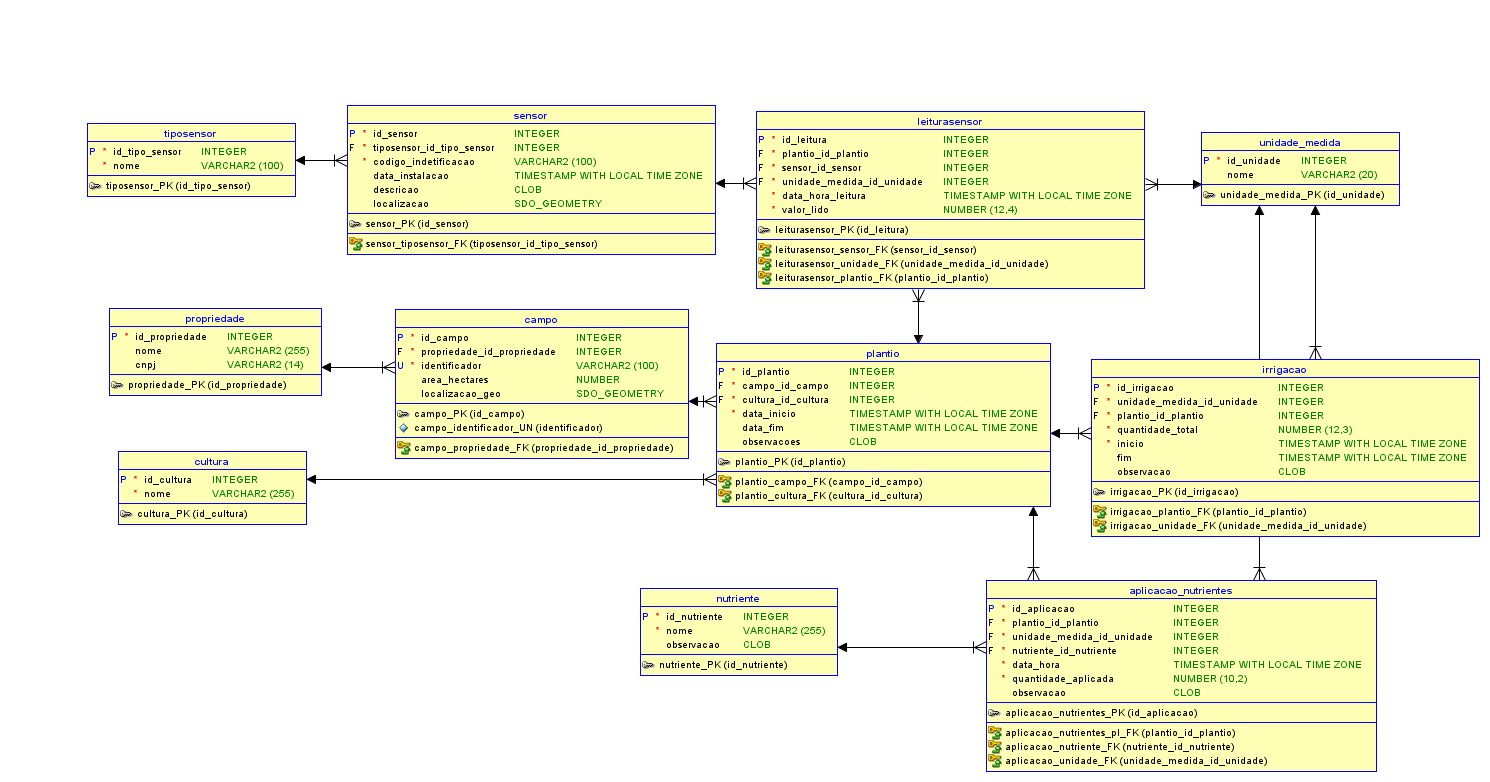 tiposensor
P * id_tipo_sensor INTEGER
* nome VARCHAR2 (100)
tiposensor_PK (id_tipo_sensor)
sensor
P * id_sensor INTEGER
F * tiposensor_id_tipo_sensor INTEGER
* codigo_indetificacao VARCHAR2 (100)
data_instalacao TIMESTAMP WITH LOCAL TIME ZONE
descricao CLOB
localizacao SDO_GEOMETRY
sensor_PK (id_sensor)
sensor_tiposensor_FK (tiposensor_id_tipo_sensor)
leiturasensor
P * id_leitura INTEGER
F * plantio_id_plantio INTEGER
F * sensor_id_sensor INTEGER
F * unidade_medida_id_unidade INTEGER
* data_hora_leitura TIMESTAMP WITH LOCAL TIME ZONE
* valor_lido NUMBER (12,4)
leiturasensor_PK (id_leitura)
leiturasensor_sensor_FK (sensor_id_sensor)
leiturasensor_unidade_FK (unidade_medida_id_unidade)
leiturasensor_plantio_FK (plantio_id_plantio)
unidade_medida
P * id_unidade INTEGER
nome VARCHAR2 (20)
unidade_medida_PK (id_unidade)
propriedade
P * id_propriedade INTEGER
nome VARCHAR2 (255)
cnpj VARCHAR2 (14)
propriedade_PK (id_propriedade)
campo
P * id_campo INTEGER
F * propriedade_id_propriedade INTEGER
U * identificador VARCHAR2 (100)
area_hectares NUMBER
localizacao_geo SDO_GEOMETRY
campo_PK (id_campo)
campo_identificador_UN (identificador)
campo_propriedade_FK (propriedade_id_propriedade)
plantio
P * id_plantio INTEGER
F * campo_id_campo INTEGER
F * cultura_id_cultura INTEGER
* data_inicio TIMESTAMP WITH LOCAL TIME ZONE
data_fim TIMESTAMP WITH LOCAL TIME ZONE
observacoes CLOB
plantio_PK (id_plantio)
plantio_campo_FK (campo_id_campo)
plantio_cultura_FK (cultura_id_cultura)
irrigacao
P * id_irrigacao INTEGER
F * unidade_medida_id_unidade INTEGER
F * plantio_id_plantio INTEGER
* quantidade_total NUMBER (12,3)
* inicio TIMESTAMP WITH LOCAL TIME ZONE
fim TIMESTAMP WITH LOCAL TIME ZONE
observacao CLOB
irrigacao_PK (id_irrigacao)
irrigacao_plantio_FK (plantio_id_plantio)
irrigacao_unidade_FK (unidade_medida_id_unidade)
cultura
P * id_cultura INTEGER
* nome VARCHAR2 (255)
cultura_PK (id_cultura)
nutriente
P * id_nutriente INTEGER
* nome VARCHAR2 (255)
observacao CLOB
nutriente_PK (id_nutriente)
aplicacao_nutrientes
P * id_aplicacao INTEGER
F * plantio_id_plantio INTEGER
F * unidade_medida_id_unidade INTEGER
F * nutriente_id_nutriente INTEGER
* data_hora TIMESTAMP WITH LOCAL TIME ZONE
* quantidade_aplicada NUMBER (10,2)
observacao CLOB
aplicacao_nutrientes_PK (id_aplicacao)
aplicacao_nutrientes_pl_FK (plantio_id_plantio)
aplicacao_nutriente_FK (nutriente_id_nutriente)
aplicacao_unidade_FK (unidade_medida_id_unidade)